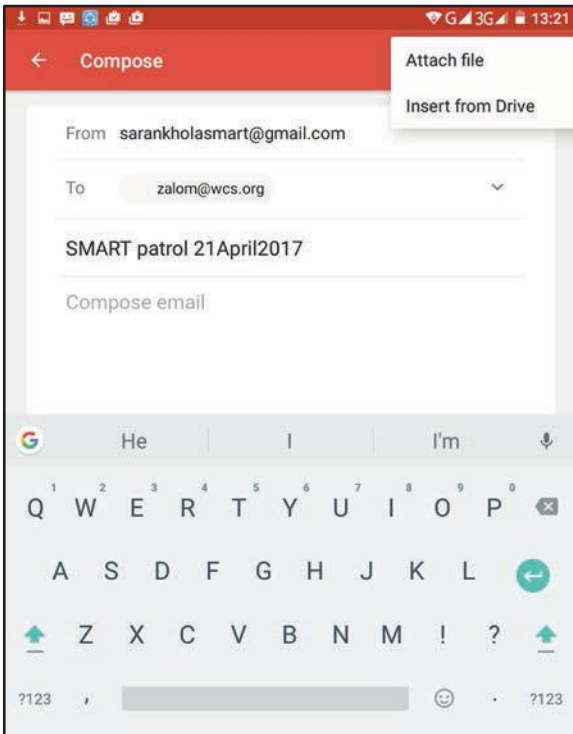 G 3G 13:21
Compose
Attach file
Insert from Drive
From sarankholasmart@gmail.com
To zalom@wcs.org
SMART patrol 21April2017
Compose email
G He I I'm
1 2 3 4 5 6 7 8 9 0
Q W E R T Y U I O P
A S D F G H J K L
Z X C V B N M ! ?
?123 , . ?123